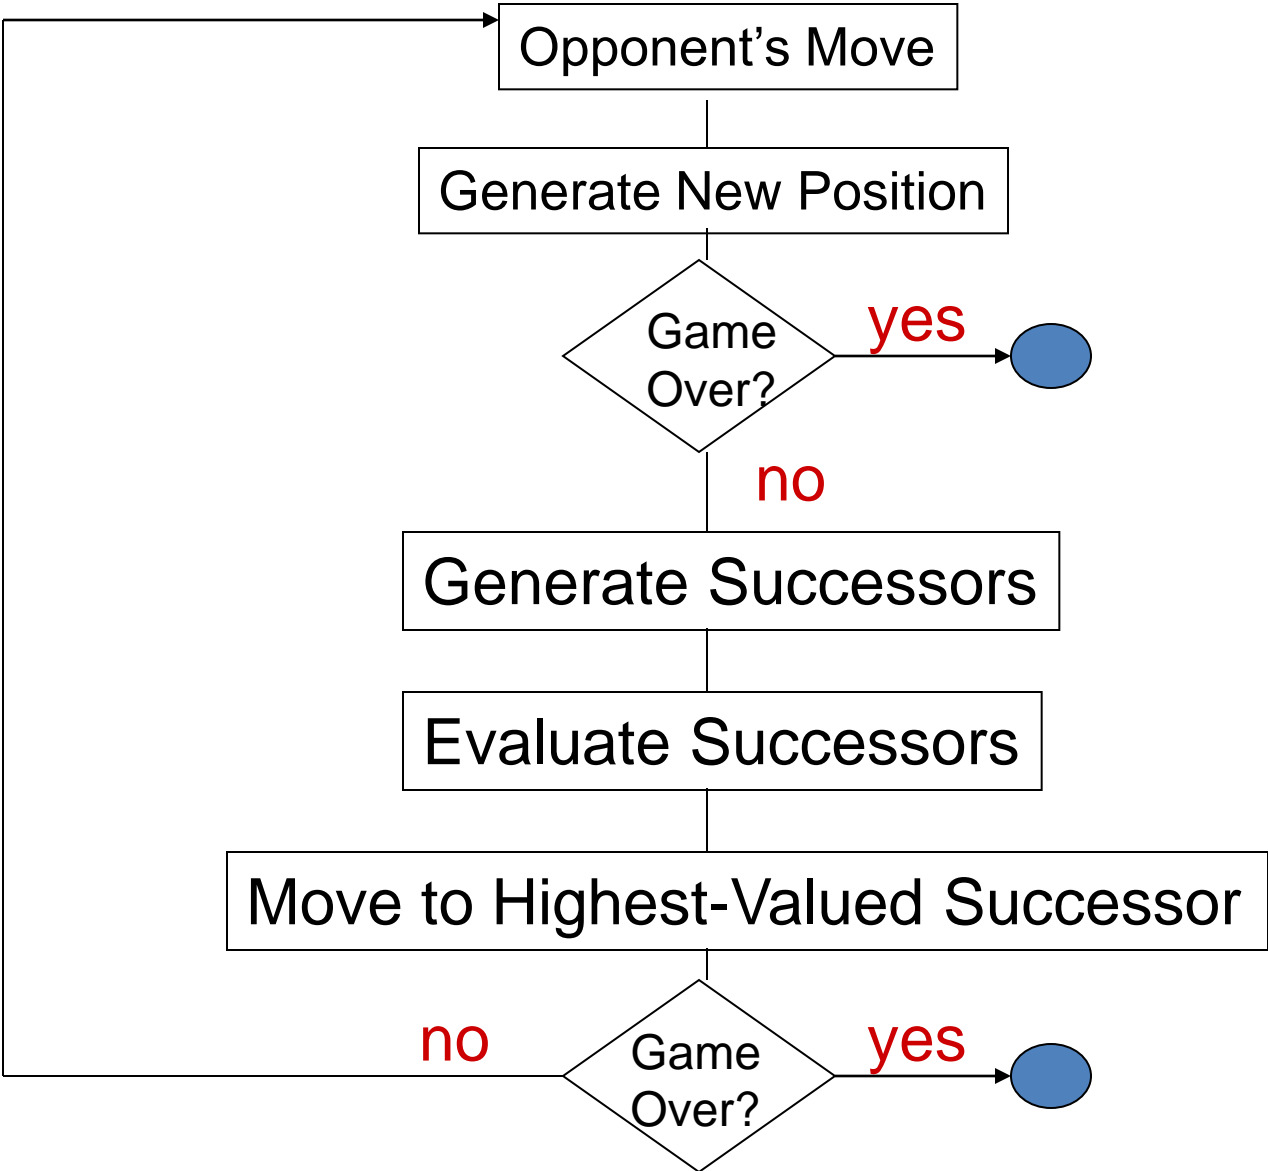 Opponent's Move
Generate New Position
Game
Over?
yes
no
Generate Successors
Evaluate Successors
Move to Highest-Valued Successor
no
Game
Over?
yes